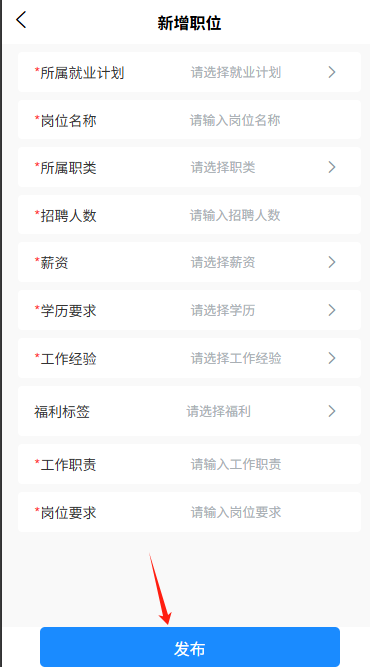 新增职位
*所属就业计划 请选择就业计划
*岗位名称 请输入岗位名称
*所属职类 请选择职类
*招聘人数 请输入招聘人数
*薪资 请选择薪资
*学历要求 请选择学历
*工作经验 请选择工作经验
福利标签 请选择福利
*工作职责 请输入工作职责
*岗位要求 请输入岗位要求
发布